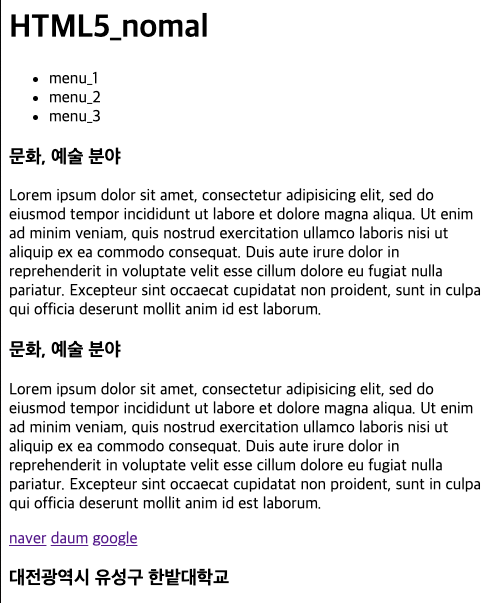 HTML5_nomal
menu_1
menu_2
menu_3
문화, 예술 분야
Lorem ipsum dolor sit amet, consectetur adipisicing elit, sed do
eiusmod tempor incididunt ut labore et dolore magna aliqua. Ut enim
ad minim veniam, quis nostrud exercitation ullamco laboris nisi ut
aliquip ex ea commodo consequat. Duis aute irure dolor in
reprehenderit in voluptate velit esse cillum dolore eu fugiat nulla
pariatur. Excepteur sint occaecat cupidatat non proident, sunt in culpa
qui officia deserunt mollit anim id est laborum.
문화, 예술 분야
Lorem ipsum dolor sit amet, consectetur adipisicing elit, sed do
eiusmod tempor incididunt ut labore et dolore magna aliqua. Ut enim
ad minim veniam, quis nostrud exercitation ullamco laboris nisi ut
aliquip ex ea commodo consequat. Duis aute irure dolor in
reprehenderit in voluptate velit esse cillum dolore eu fugiat nulla
pariatur. Excepteur sint occaecat cupidatat non proident, sunt in culpa
qui officia deserunt mollit anim id est laborum.
naver daum google
대전광역시 유성구 한밭대학교